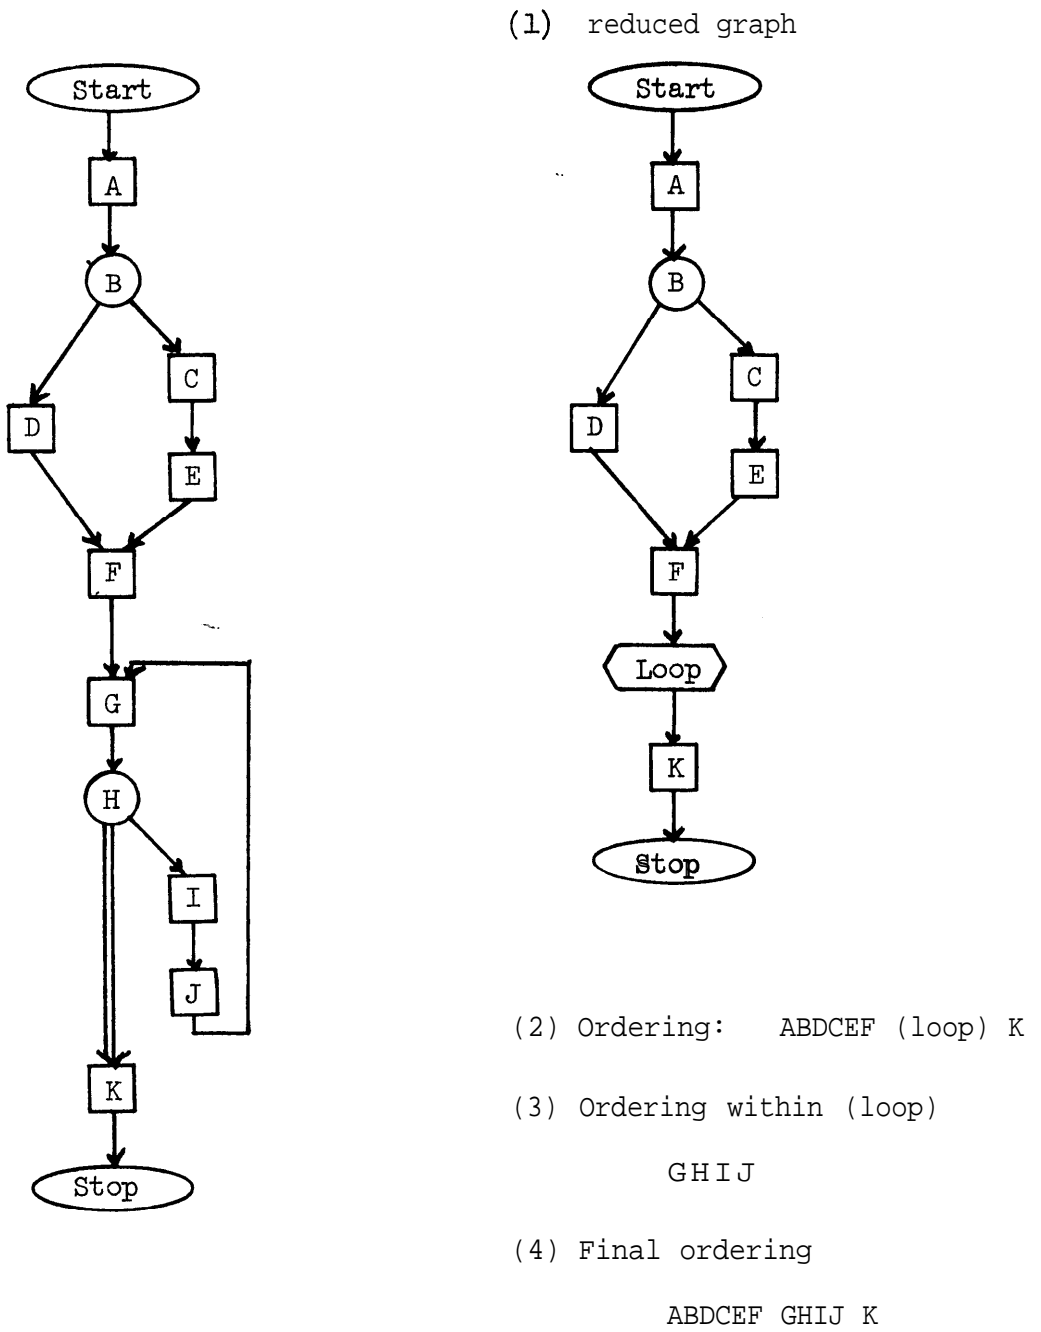 (1) reduced graph
Start
A
B
C
D
E
F
G
H
I
J
K
Stop
Start
A
B
C
D
E
F
Loop
K
Stop
(2) Ordering: ABDCEF (loop) K
(3) Ordering within (loop)
GHIJ
(4) Final ordering
ABDCEF GHIJ K